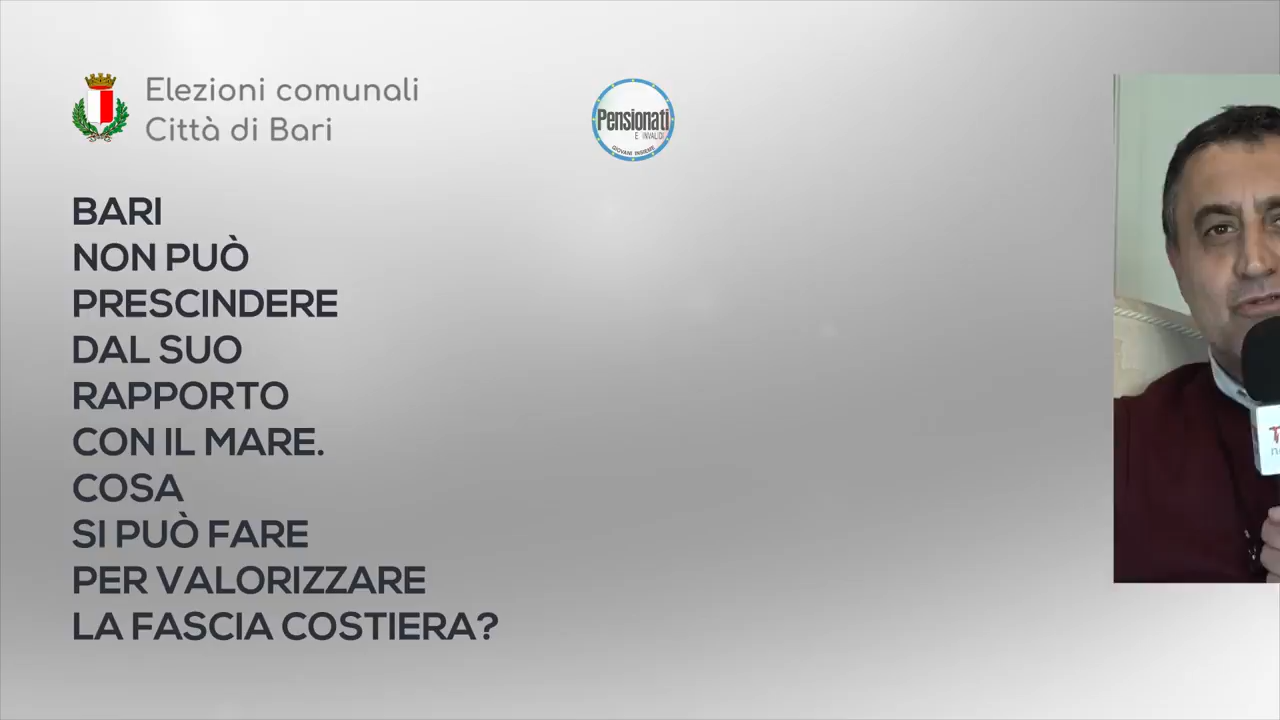 Elezioni comunali
Città di Bari
Pensionati
E INVALIDI
GIOVANI INSIEME
BARI
NON PUÒ
PRESCINDERE
DAL SUO
RAPPORTO
CON IL MARE.
COSA
SI PUÒ FARE
PER VALORIZZARE
LA FASCIA COSTIERA?